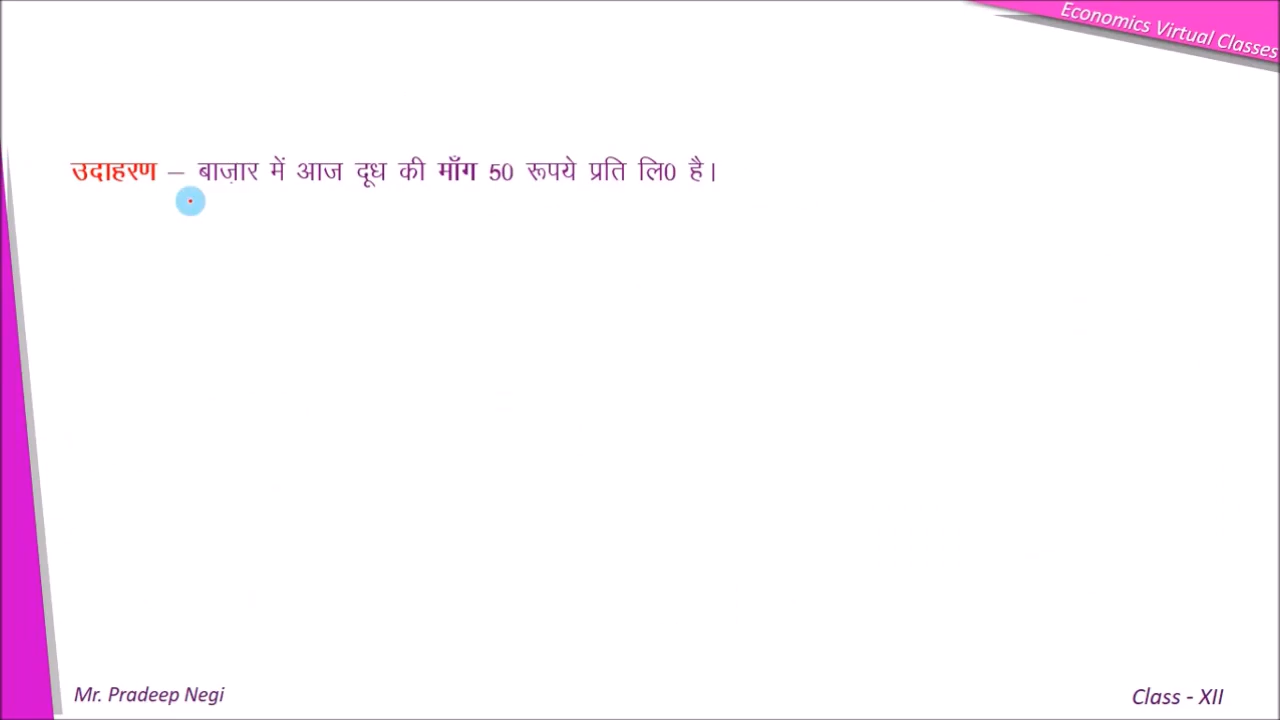 Economics Virtual Classes
उदाहरण – बाज़ार में आज दूध की माँग 50 रूपये प्रति लि0 है।
Mr. Pradeep Negi
Class - XII